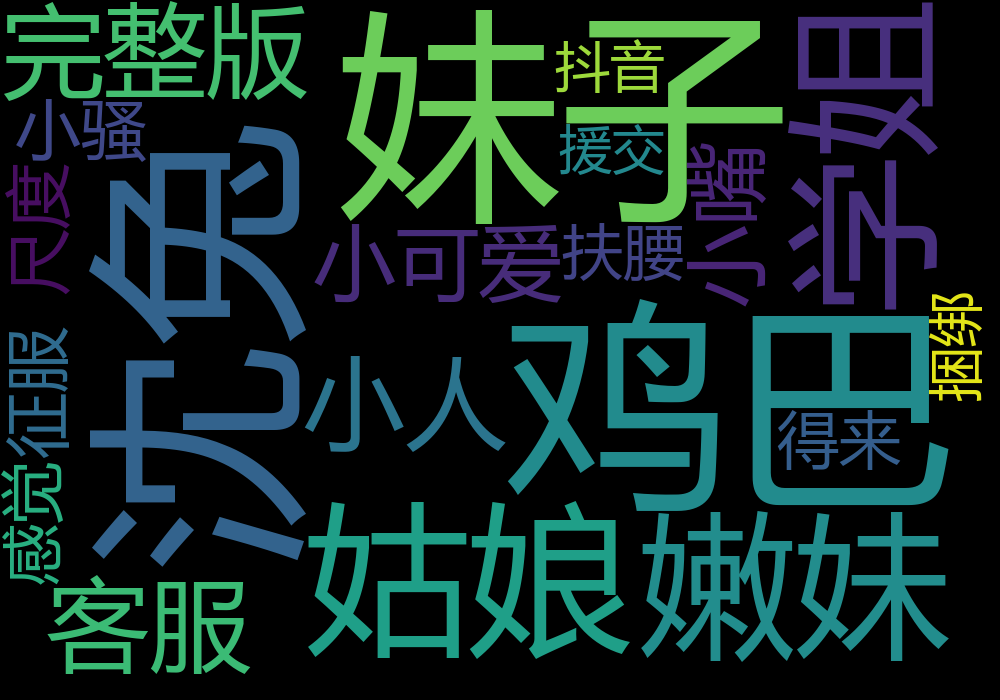 完整版
妹子
抖音
学姐
小骚
援交
尺度
沈兔
小可爱
扶腰
小嘴
征服
小人
鸡巴
捆绑
得来
感觉
姑娘
嫩妹
客服